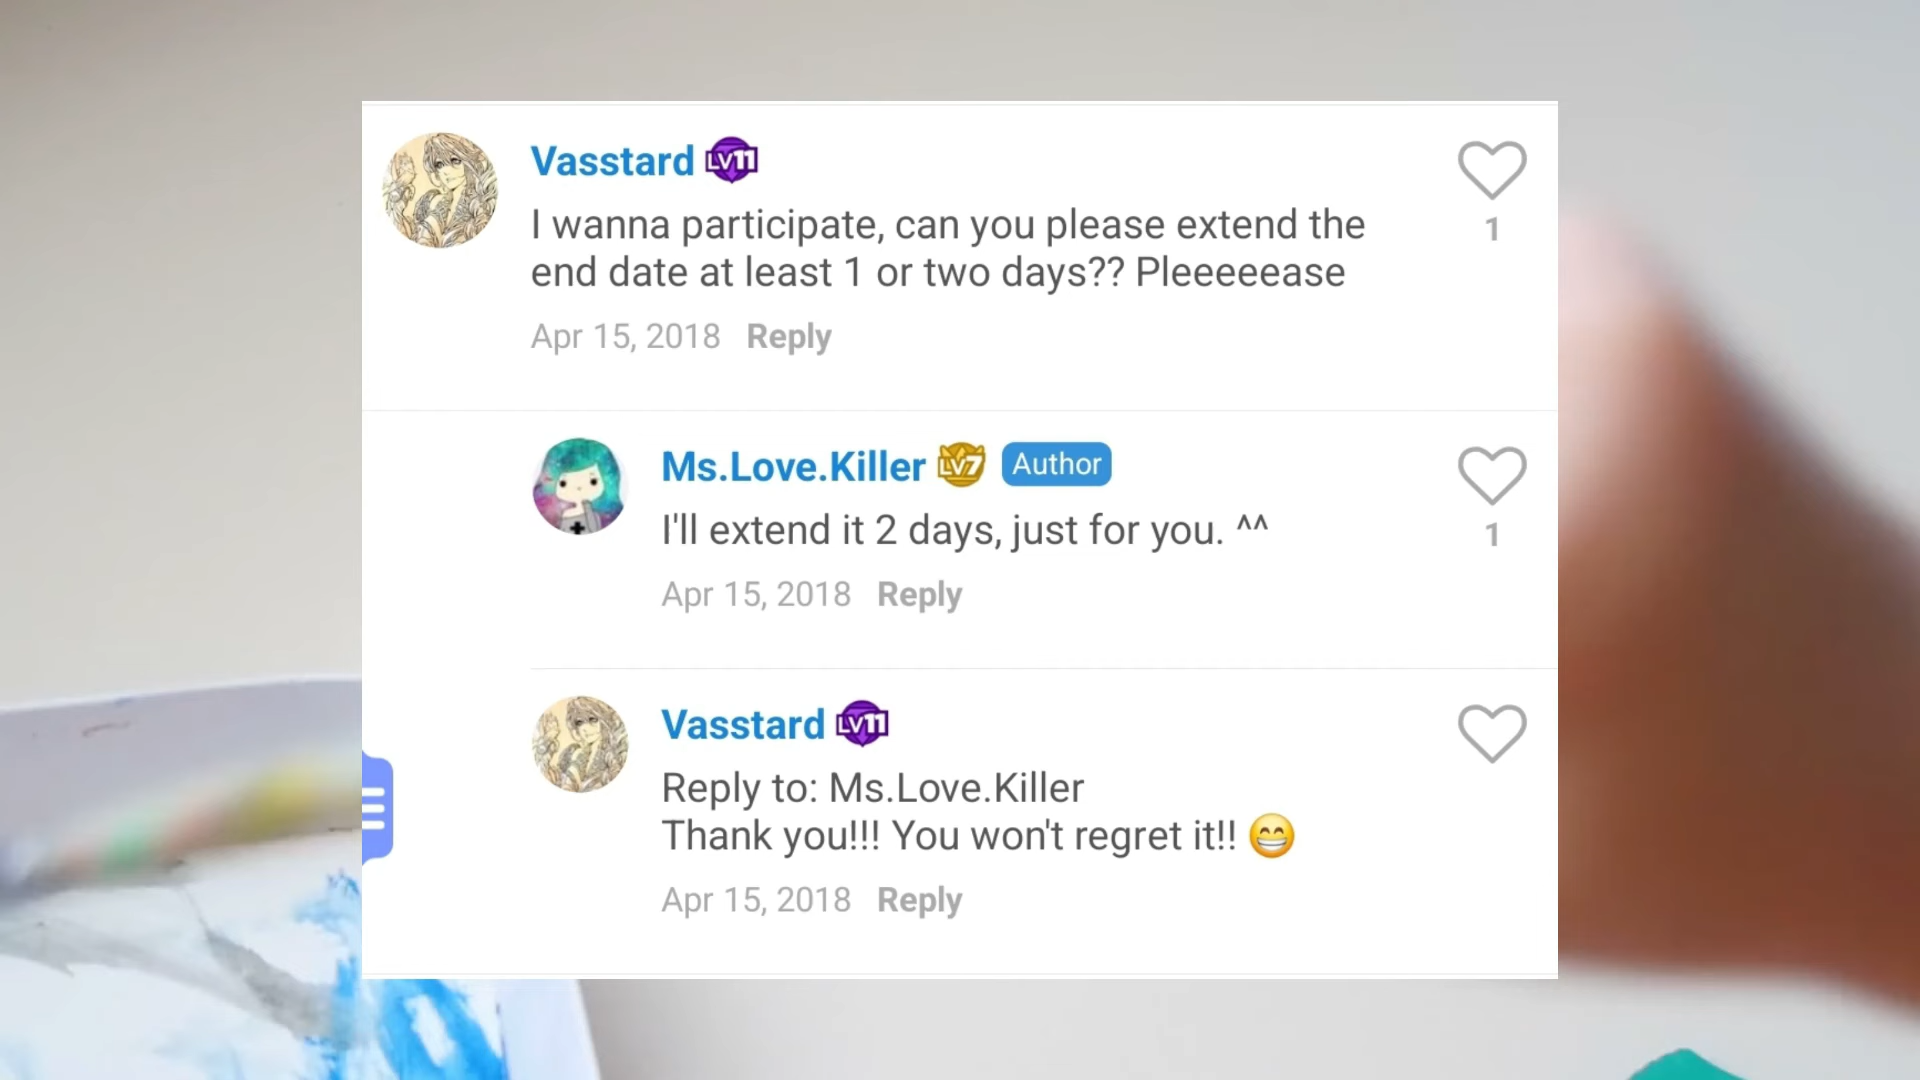 Vasstard LV11
I wanna participate, can you please extend the
end date at least 1 or two days?? Pleeeeease
1
Apr 15, 2018 Reply
Ms.Love.Killer LV7 Author
I'll extend it 2 days, just for you. ^^
1
Apr 15, 2018 Reply
Vasstard LV11
Reply to: Ms.Love.Killer
Thank you!!! You won't regret it!! 😁
Apr 15, 2018 Reply